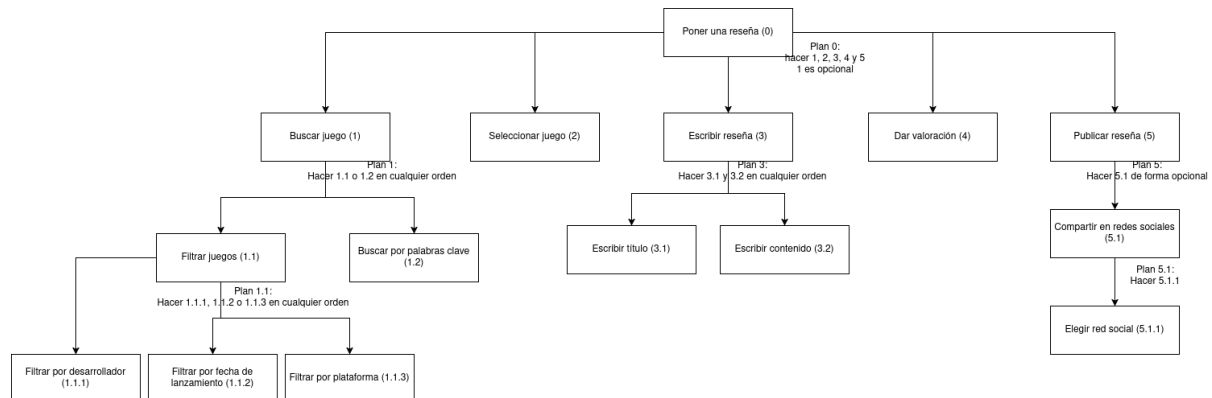 Poner una reseña (0)
Plan 0:
hacer 1, 2, 3, 4 y 5
1 es opcional
Buscar juego (1)
Seleccionar juego (2)
Escribir reseña (3)
Dar valoración (4)
Publicar reseña (5)
Plan 1:
Hacer 1.1 o 1.2 en cualquier orden
Plan 3:
Hacer 3.1 y 3.2 en cualquier orden
Plan 5:
Hacer 5.1 de forma opcional
Filtrar juegos (1.1)
Buscar por palabras clave
(1.2)
Escribir título (3.1)
Escribir contenido (3.2)
Compartir en redes sociales
(5.1)
Plan 1.1:
Hacer 1.1.1, 1.1.2 o 1.1.3 en cualquier orden
Plan 5.1:
Hacer 5.1.1
Filtrar por desarrollador
(1.1.1)
Filtrar por fecha de
lanzamiento (1.1.2)
Filtrar por plataforma (1.1.3)
Elegir red social (5.1.1)